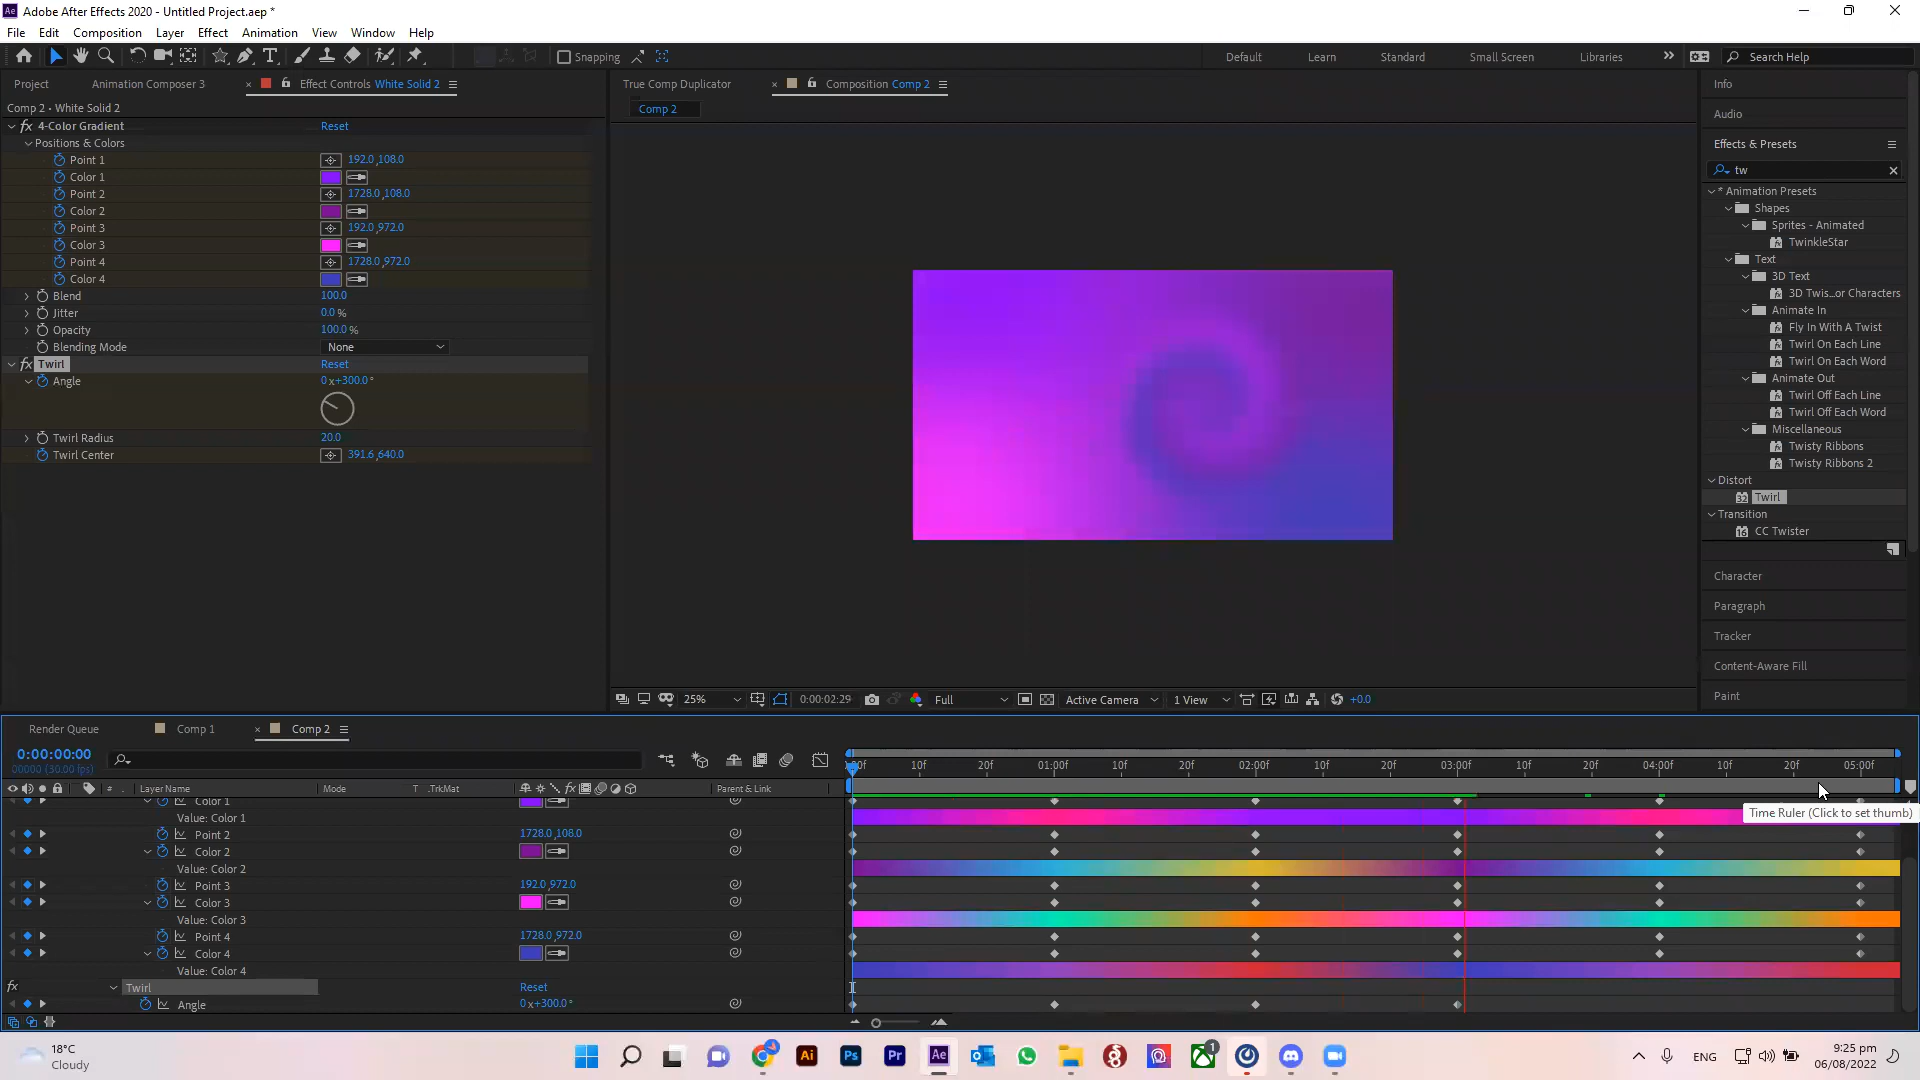 Adobe After Effects 2020 - Untitled Project.aep *
File Edit Composition Layer Effect Animation View Window Help
Snapping Default Learn Standard Small Screen Libraries Search Help
Project Animation Composer 3 Effect Controls White Solid 2
True Comp Duplicator Composition Comp 2
Comp 2 • White Solid 2
Comp 2
fx 4-Color Gradient Reset
Positions & Colors
Point 1 192.0,108.0
Color 1
Point 2 1728.0,108.0
Color 2
Point 3 192.0,972.0
Color 3
Point 4 1728.0,972.0
Color 4
Blend 100.0
Jitter 0.0 %
Opacity 100.0 %
Blending Mode None
fx Twirl Reset
Angle 0x+300.0°
Twirl Radius 20.0
Twirl Center 391.6,640.0
25% 0:00:02:29 Full Active Camera 1 View +0.0
Info
Audio
Effects & Presets
tw
* Animation Presets
Shapes
Sprites - Animated
TwinkleStar
Text
3D Text
3D Twis...or Characters
Animate In
Fly In With A Twist
Twirl On Each Line
Twirl On Each Word
Animate Out
Twirl Off Each Line
Twirl Off Each Word
Miscellaneous
Twisty Ribbons
Twisty Ribbons 2
Distort
32 Twirl
Transition
16 CC Twister
Character
Paragraph
Tracker
Content-Aware Fill
Paint
Render Queue Comp 1 Comp 2
0:00:00:00
00000 (30.00 fps)
10f 20f 01:00f 10f 20f 02:00f 10f 20f 03:00f 10f 20f 04:00f 10f 20f 05:00f
# Layer Name Mode T .TrkMat Parent & Link
Color 1
Value: Color 1
Time Ruler (Click to set thumb)
Point 2 1728.0,108.0
Color 2
Value: Color 2
Point 3 192.0,972.0
Color 3
Value: Color 3
Point 4 1728.0,972.0
Color 4
Value: Color 4
fx Twirl Reset
Angle 0x+300.0°
18°C
Cloudy
Ai Ps Pr Ae 1
ENG
9:25 pm
06/08/2022